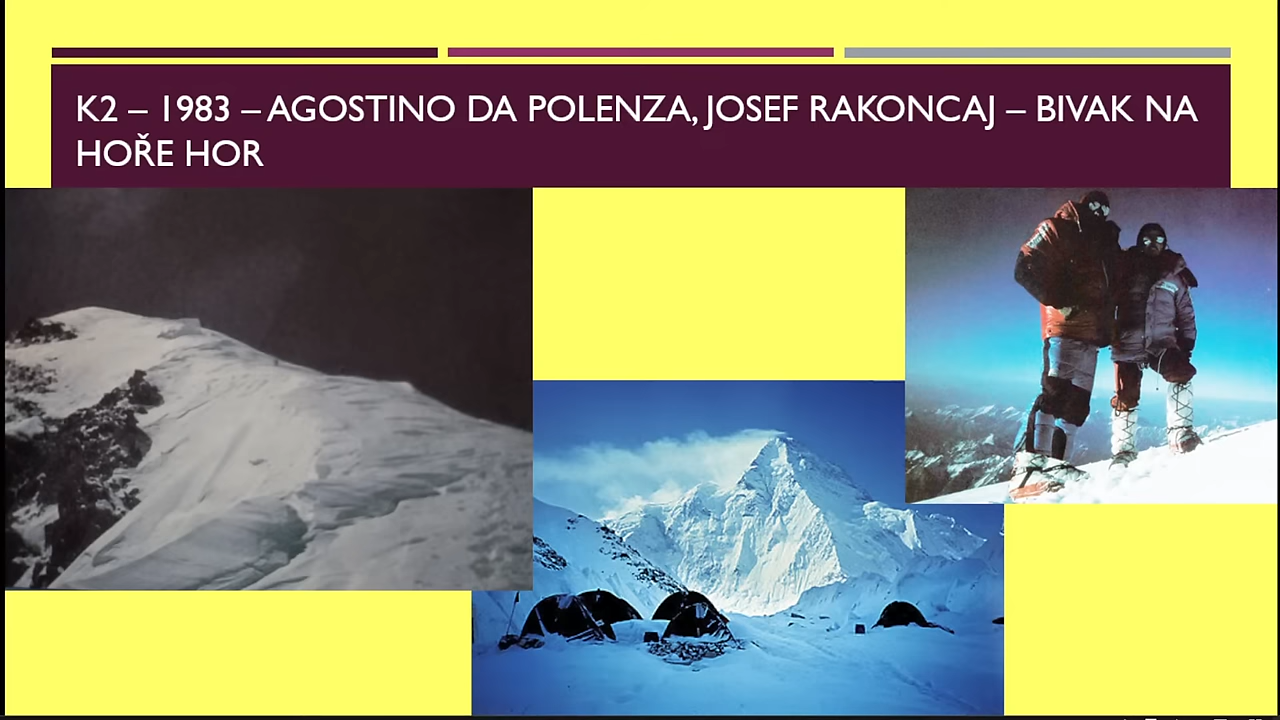 K2 – 1983 – AGOSTINO DA POLENZA, JOSEF RAKONCAJ – BIVAK NA
HOŘE HOR